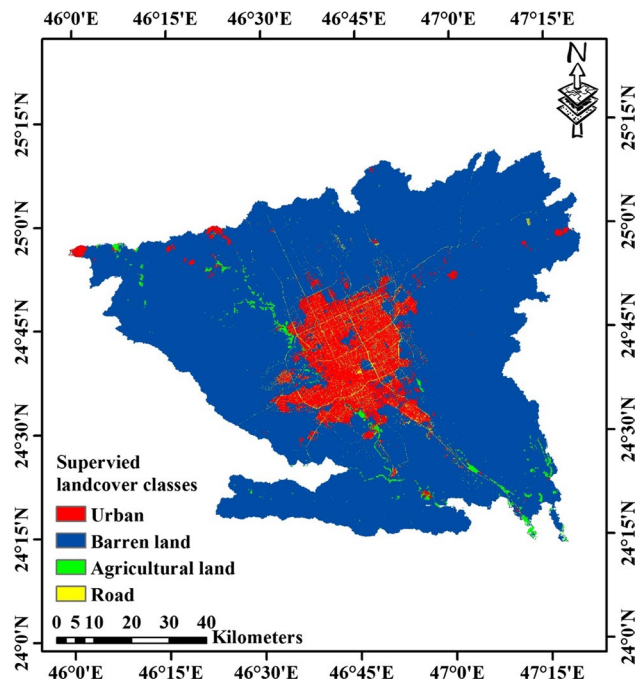 46°0'E 46°15'E 46°30'E 46°45'E 47°0'E 47°15'E
N
25°15'N 25°15'N
25°0'N 25°0'N
24°45'N 24°45'N
24°30'N 24°30'N
24°15'N 24°15'N
24°0'N 24°0'N
Supervied
landcover classes
Urban
Barren land
Agricultural land
Road
0 5 10 20 30 40
Kilometers
46°0'E 46°15'E 46°30'E 46°45'E 47°0'E 47°15'E